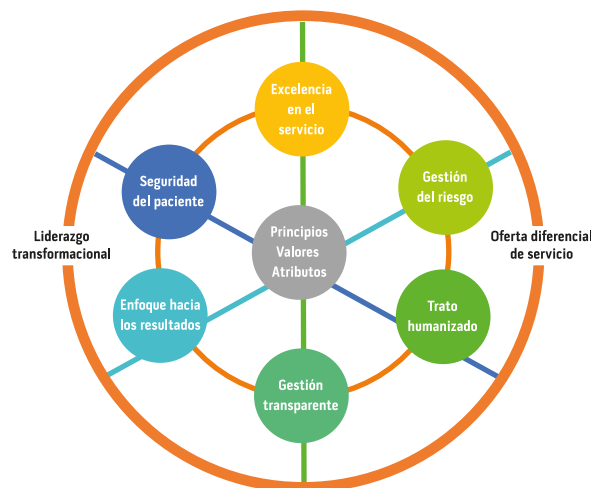 Excelencia
en el
servicio
Seguridad
del paciente
Gestión
del riesgo
Liderazgo
transformacional
Principios
Valores
Atributos
Oferta diferencial
de servicio
Enfoque hacia
los resultados
Trato
humanizado
Gestión
transparente